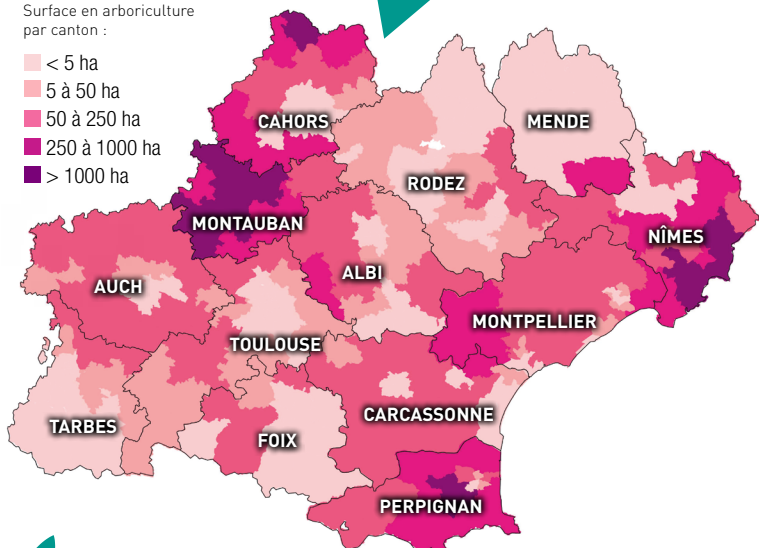 Surface en arboriculture
par canton :
< 5 ha
5 à 50 ha
50 à 250 ha
250 à 1000 ha
> 1000 ha
CAHORS
MENDE
RODEZ
MONTAUBAN
NÎMES
ALBI
AUCH
MONTPELLIER
TOULOUSE
CARCASSONNE
TARBES
FOIX
PERPIGNAN